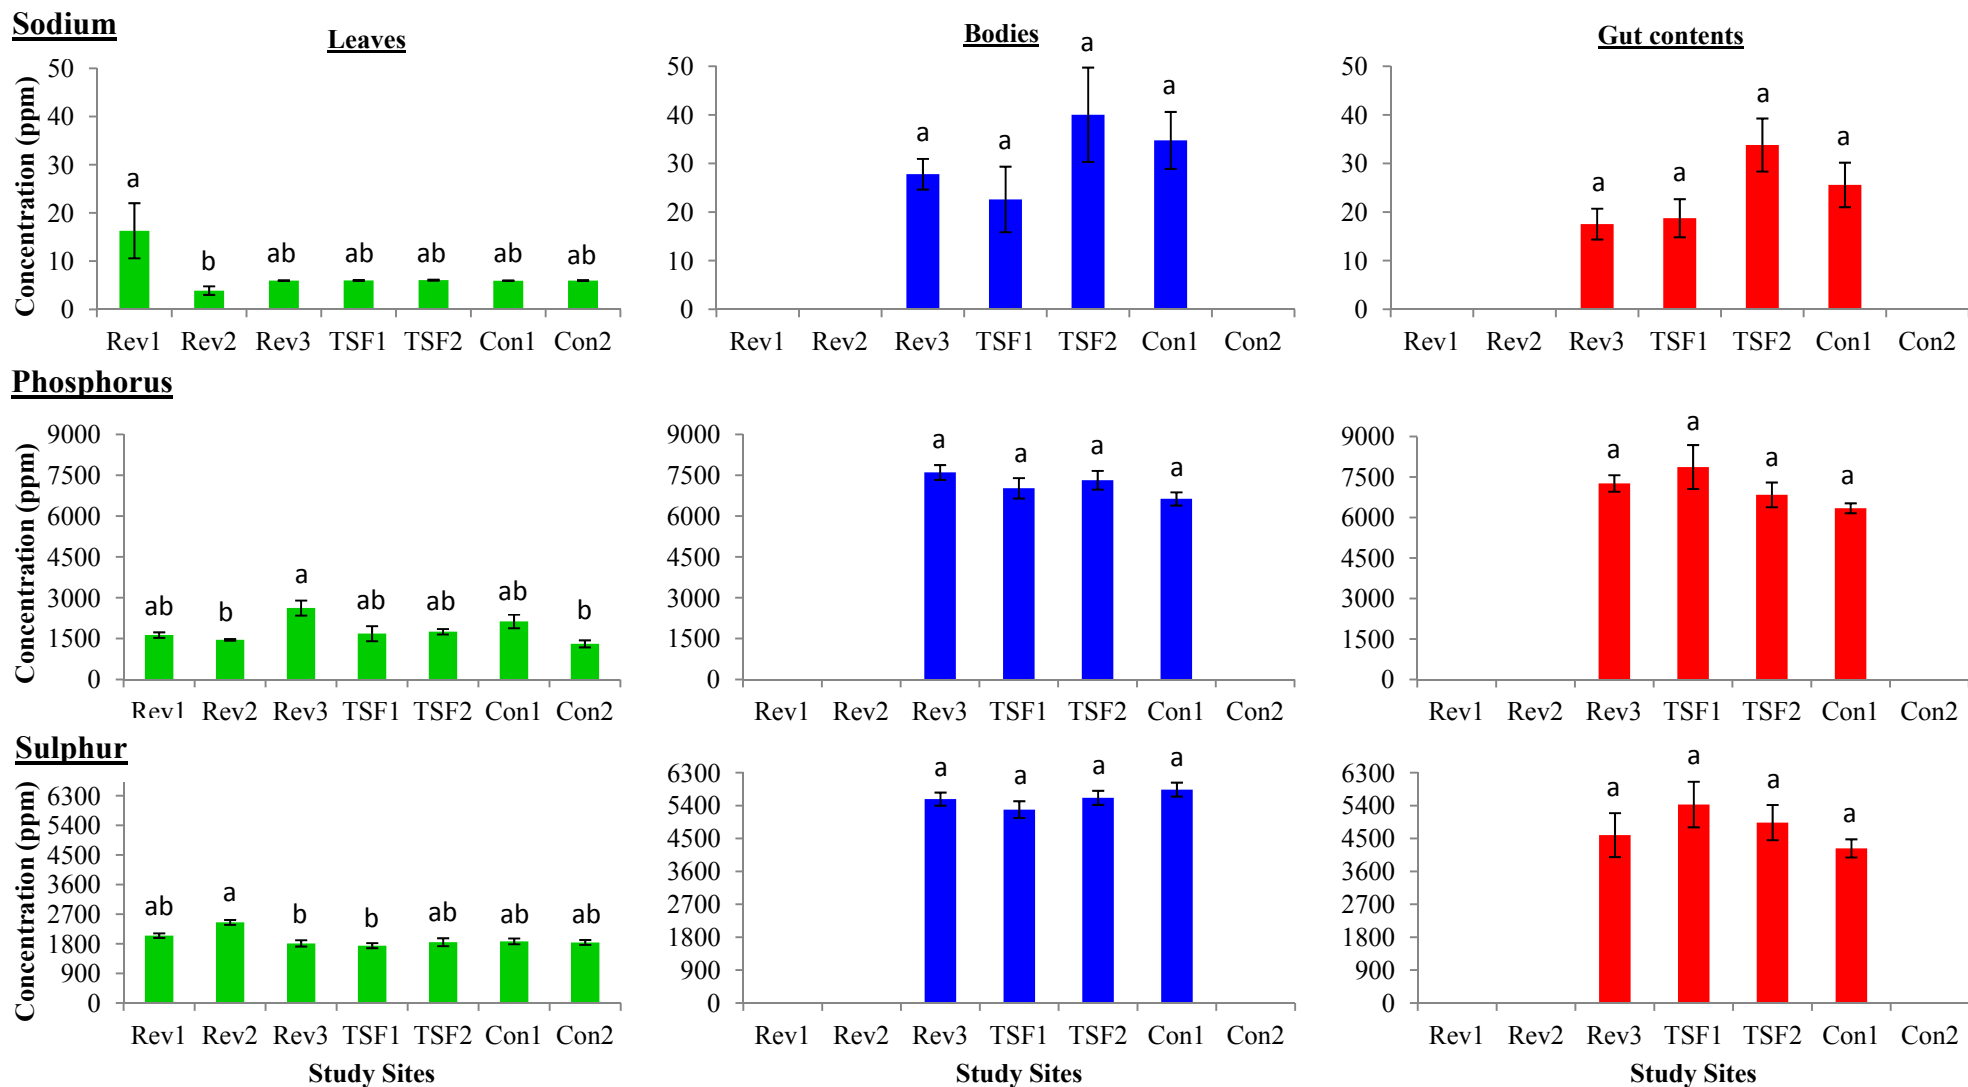 Sodium
Leaves
Bodies
Gut contents
Concentration (ppm)
50
40
30
20
10
0
a
b
ab
ab
ab
ab
ab
Rev1 Rev2 Rev3 TSF1 TSF2 Con1 Con2
50
40
30
20
10
0
a
a
a
a
Rev1 Rev2 Rev3 TSF1 TSF2 Con1 Con2
50
40
30
20
10
0
a
a
a
a
Rev1 Rev2 Rev3 TSF1 TSF2 Con1 Con2
Phosphorus
Concentration (ppm)
9000
7500
6000
4500
3000
1500
0
ab
b
a
ab
ab
ab
b
Rev1 Rev2 Rev3 TSF1 TSF2 Con1 Con2
9000
7500
6000
4500
3000
1500
0
a
a
a
a
Rev1 Rev2 Rev3 TSF1 TSF2 Con1 Con2
9000
7500
6000
4500
3000
1500
0
a
a
a
a
Rev1 Rev2 Rev3 TSF1 TSF2 Con1 Con2
Sulphur
Concentration (ppm)
6300
5400
4500
3600
2700
1800
900
0
ab
a
b
b
ab
ab
ab
Rev1 Rev2 Rev3 TSF1 TSF2 Con1 Con2
Study Sites
6300
5400
4500
3600
2700
1800
900
0
a
a
a
a
Rev1 Rev2 Rev3 TSF1 TSF2 Con1 Con2
Study Sites
6300
5400
4500
3600
2700
1800
900
0
a
a
a
a
Rev1 Rev2 Rev3 TSF1 TSF2 Con1 Con2
Study Sites